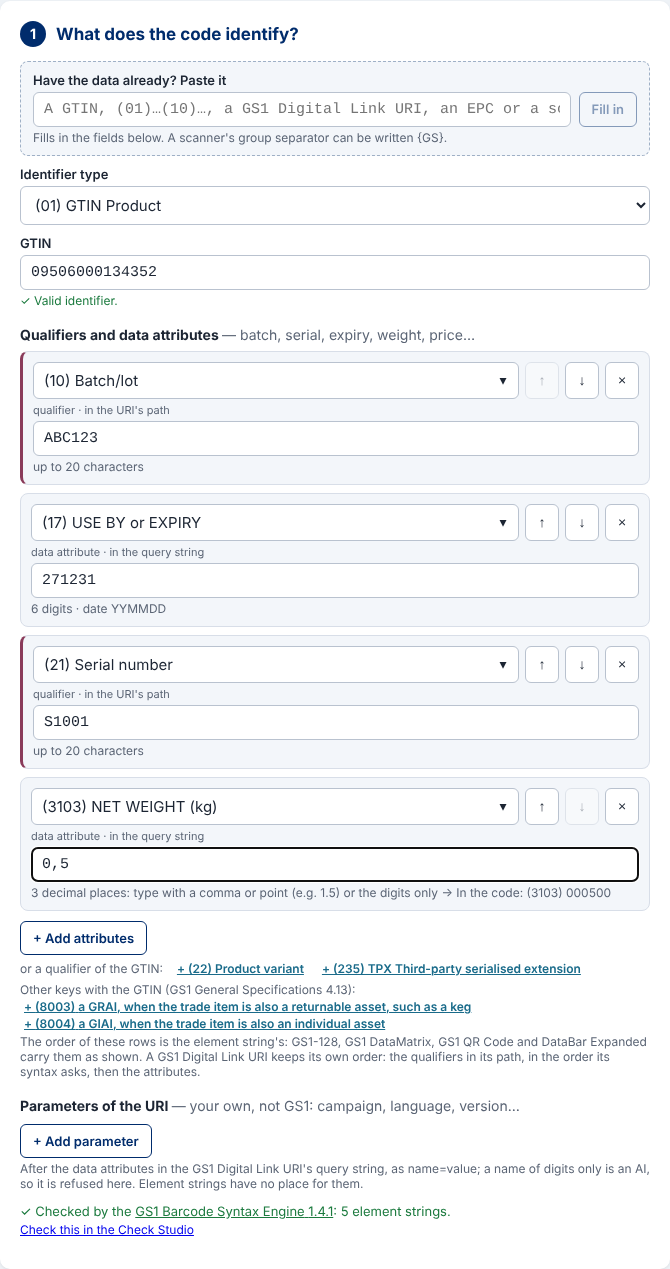 1 What does the code identify?
Have the data already? Paste it
A GTIN, (01)…(10)…, a GS1 Digital Link URI, an EPC or a
Fill in
Fills in the fields below. A scanner's group separator can be written {GS}.
Identifier type
(01) GTIN Product
GTIN
09506000134352
✓ Valid identifier.
Qualifiers and data attributes — batch, serial, expiry, weight, price...
(10) Batch/lot ▼ ↑ ↓ ×
qualifier · in the URI's path
ABC123
up to 20 characters
(17) USE BY or EXPIRY ▼ ↑ ↓ ×
data attribute · in the query string
271231
6 digits · date YYMMDD
(21) Serial number ▼ ↑ ↓ ×
qualifier · in the URI's path
S1001
up to 20 characters
(3103) NET WEIGHT (kg) ▼ ↑ ↓ ×
data attribute · in the query string
0,5
3 decimal places: type with a comma or point (e.g. 1.5) or the digits only → In the code: (3103) 000500
+ Add attributes
or a qualifier of the GTIN: + (22) Product variant + (235) TPX Third-party serialised extension
Other keys with the GTIN (GS1 General Specifications 4.13):
+ (8003) a GRAI, when the trade item is also a returnable asset, such as a keg
+ (8004) a GIAI, when the trade item is also an individual asset
The order of these rows is the element string's: GS1-128, GS1 DataMatrix, GS1 QR Code and DataBar Expanded
carry them as shown. A GS1 Digital Link URI keeps its own order: the qualifiers in its path, in the order its
syntax asks, then the attributes.
Parameters of the URI — your own, not GS1: campaign, language, version...
+ Add parameter
After the data attributes in the GS1 Digital Link URI's query string, as name=value; a name of digits only is an AI,
so it is refused here. Element strings have no place for them.
✓ Checked by the GS1 Barcode Syntax Engine 1.4.1: 5 element strings.
Check this in the Check Studio